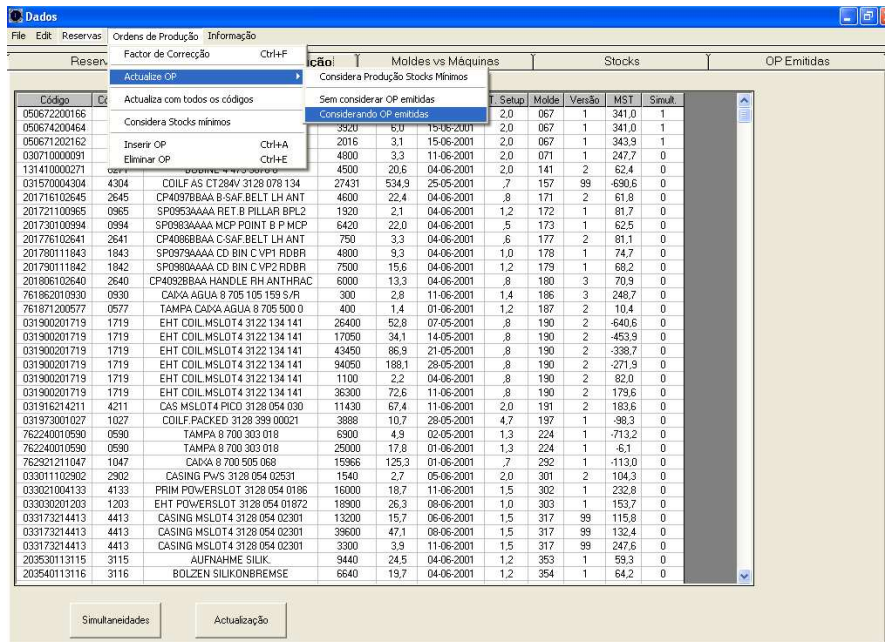 Dados
File Edit Reservas Ordens de Produção Informação
Factor de Correcção Ctrl+F
Actualize OP
Actualiza com todos os códigos
Considera Stocks mínimos
Inserir OP Ctrl+A
Eliminar OP Ctrl+E
Considera Produção Stocks Mínimos
Sem considerar OP emitidas
Considerando OP emitidas
Moldes vs Máquinas Stocks OP Emitidas
Código T. Setup Molde Versão MST Simult.
050672200166 2,0 067 1 341,0 1
050674200464 3920 6,0 15-06-2001 2,0 067 1 341,0 1
050671202162 2016 3,1 15-06-2001 2,0 067 1 343,9 1
030710000091 4800 3,3 11-06-2001 2,0 071 1 247,7 0
131410000271 4500 20,6 04-06-2001 2,0 141 2 62,4 0
031570004304 4304 COILF AS CT284V 3128 078 134 27431 534,9 25-05-2001 ,7 157 99 -690,6 0
201716102645 2645 CP4097BBAA B-SAF.BELT LH ANT 4600 22,4 04-06-2001 ,8 171 2 61,8 0
201721100965 0965 SP0953AAAA RET.B PILLAR BPL2 1920 2,1 04-06-2001 1,2 172 1 81,7 0
201730100994 0994 SP0983AAAA MCP POINT B P MCP 6420 22,0 04-06-2001 ,5 173 1 62,5 0
201776102641 2641 CP4086BBAA C-SAF.BELT LH ANT 750 3,3 04-06-2001 ,6 177 2 81,1 0
201780111843 1843 SP0979AAAA CD BIN C VP1 RDBR 4800 9,3 04-06-2001 1,0 178 1 74,7 0
201790111842 1842 SP0980AAAA CD BIN C VP2 RDBR 7500 15,6 04-06-2001 1,2 179 1 68,2 0
201806102640 2640 CP4092BBAA HANDLE RH ANTHRAC 6000 13,3 04-06-2001 ,8 180 3 70,9 0
761862010930 0930 CAIXA AGUA 8 705 105 159 S/R 300 2,8 11-06-2001 1,4 186 3 248,7 0
761871200577 0577 TAMPA CAIXA AGUA 8 705 500 0 400 1,4 01-06-2001 1,2 187 2 10,4 0
031900201719 1719 EHT COIL.MSLOT4 3122 134 141 26400 52,8 07-05-2001 ,8 190 2 -640,6 0
031900201719 1719 EHT COIL.MSLOT4 3122 134 141 17050 34,1 14-05-2001 ,8 190 2 -453,9 0
031900201719 1719 EHT COIL.MSLOT4 3122 134 141 43450 86,9 21-05-2001 ,8 190 2 -338,7 0
031900201719 1719 EHT COIL.MSLOT4 3122 134 141 94050 188,1 28-05-2001 ,8 190 2 -271,9 0
031900201719 1719 EHT COIL.MSLOT4 3122 134 141 1100 2,2 04-06-2001 ,8 190 2 82,0 0
031900201719 1719 EHT COIL.MSLOT4 3122 134 141 36300 72,6 11-06-2001 ,8 190 2 179,6 0
031916214211 4211 CAS MSLOT4 PICO 3128 054 030 11430 67,4 11-06-2001 2,0 191 2 183,6 0
031973001027 1027 COILF.PACKED 3128 399 00021 3888 10,7 28-05-2001 4,7 197 1 -98,3 0
762240010590 0590 TAMPA 8 700 303 018 6900 4,9 02-05-2001 1,3 224 1 -713,2 0
762240010590 0590 TAMPA 8 700 303 018 25000 17,8 01-06-2001 1,3 224 1 -6,1 0
762921211047 1047 CAIXA 8 700 505 068 15966 125,3 01-06-2001 ,7 292 1 -113,0 0
033011102902 2902 CASING PWS 3128 054 02531 1540 2,7 05-06-2001 2,0 301 2 104,3 0
033021004133 4133 PRIM POWERSLOT 3128 054 0186 16000 18,7 11-06-2001 1,5 302 1 232,8 0
033030201203 1203 EHT POWERSLOT 3128 054 01872 18900 26,3 08-06-2001 1,0 303 1 153,7 0
033173214413 4413 CASING MSLOT4 3128 054 02301 13200 15,7 06-06-2001 1,5 317 99 115,8 0
033173214413 4413 CASING MSLOT4 3128 054 02301 39600 47,1 08-06-2001 1,5 317 99 132,4 0
033173214413 4413 CASING MSLOT4 3128 054 02301 3300 3,9 11-06-2001 1,5 317 99 247,6 0
203530113115 3115 AUFNAHME SILIK. 9440 24,5 04-06-2001 1,2 353 1 59,3 0
203540113116 3116 BOLZEN SILIKONBREMSE 6640 19,7 04-06-2001 1,2 354 1 64,2 0
Simultaneidades Actualização